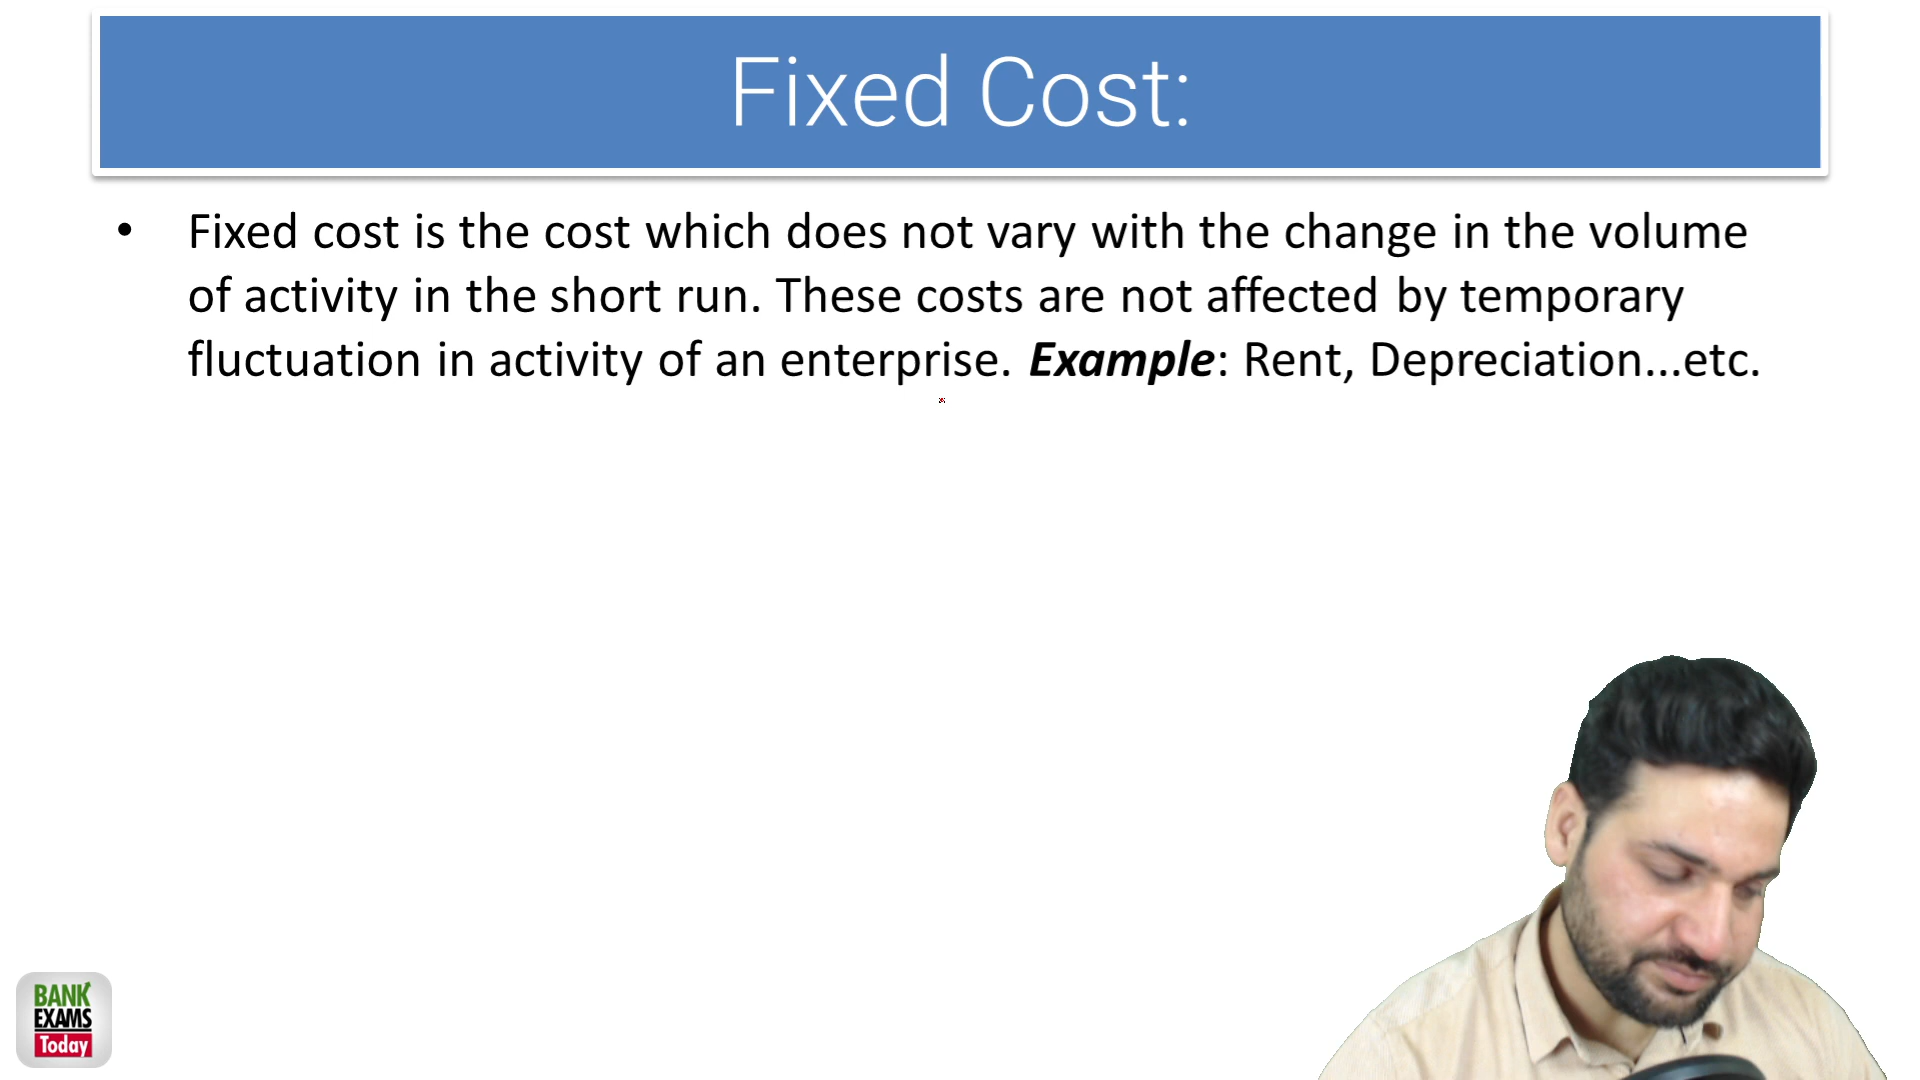 Fixed Cost:
• Fixed cost is the cost which does not vary with the change in the volume
of activity in the short run. These costs are not affected by temporary
fluctuation in activity of an enterprise. Example: Rent, Depreciation...etc.
BANK
EXAMS
Today